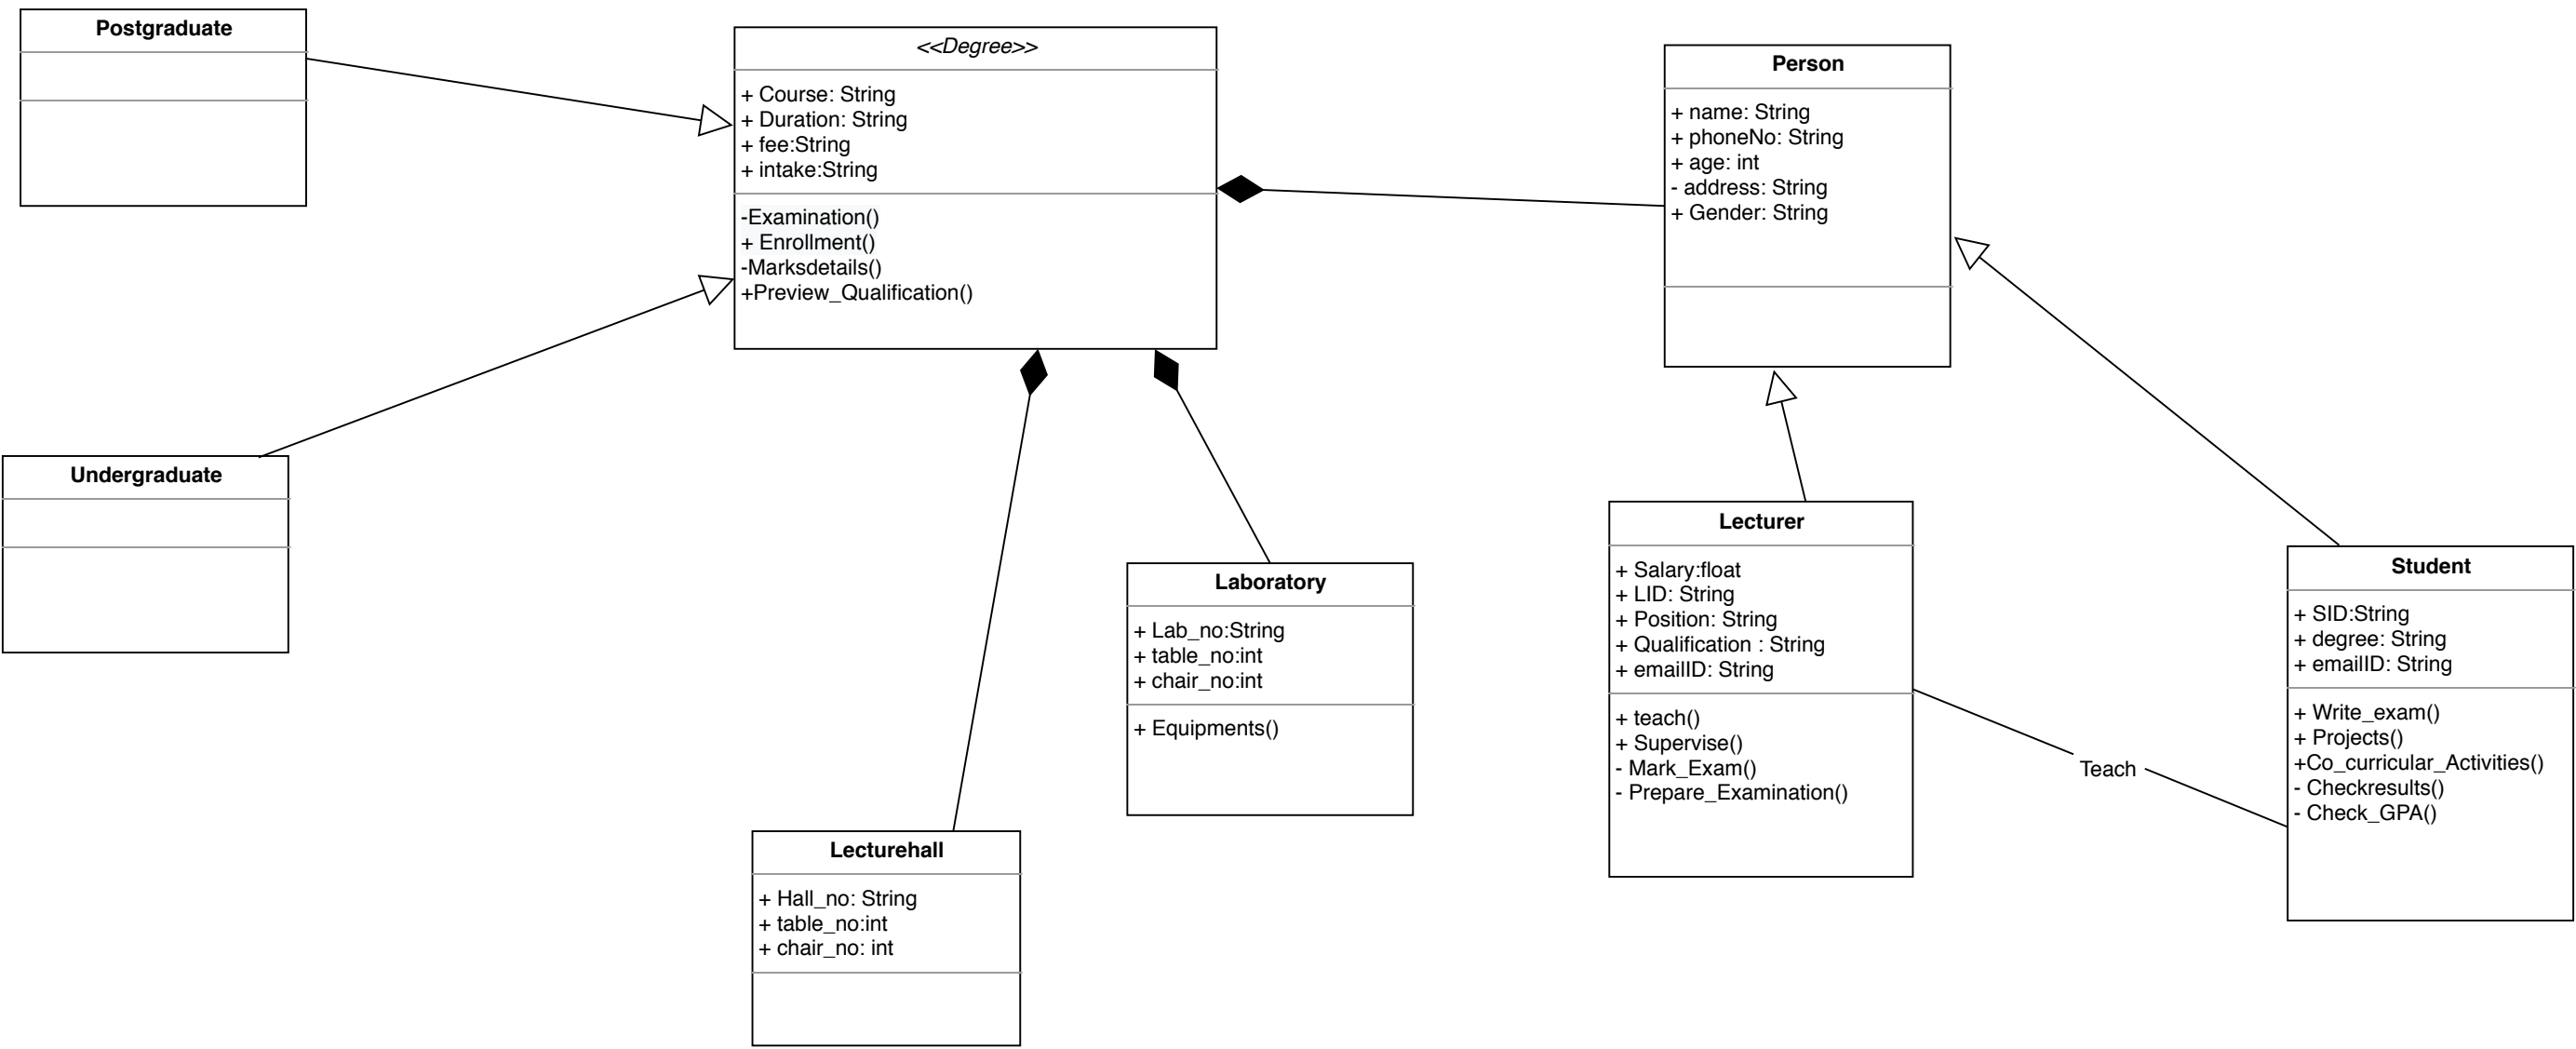 Postgraduate
<<Degree>>
+ Course: String
+ Duration: String
+ fee:String
+ intake:String
-Examination()
+ Enrollment()
-Marksdetails()
+Preview_Qualification()
Person
+ name: String
+ phoneNo: String
+ age: int
- address: String
+ Gender: String
Undergraduate
Laboratory
+ Lab_no:String
+ table_no:int
+ chair_no:int
+ Equipments()
Lecturer
+ Salary:float
+ LID: String
+ Position: String
+ Qualification : String
+ emailID: String
+ teach()
+ Supervise()
- Mark_Exam()
- Prepare_Examination()
Teach
Student
+ SID:String
+ degree: String
+ emailID: String
+ Write_exam()
+ Projects()
+Co_curricular_Activities()
- Checkresults()
- Check_GPA()
Lecturehall
+ Hall_no: String
+ table_no:int
+ chair_no: int